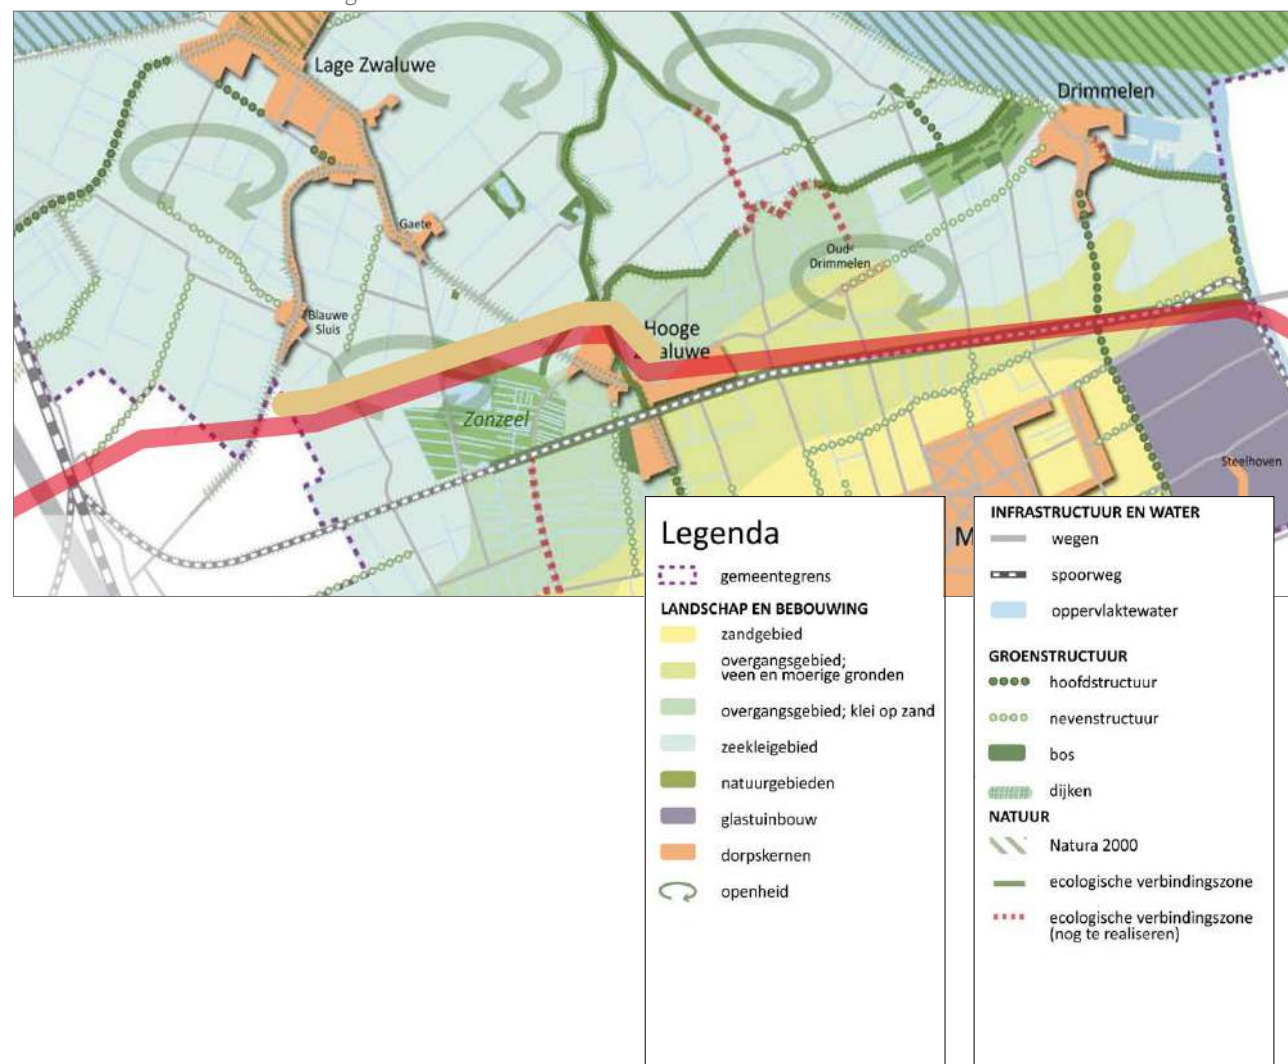 Lage Zwaluwe
Drimmelen
Gaete
Oud-
Drimmelen
Blauwe
Sluis
Hooge
Zwaluwe
Zonzeel
Steelhoven
M
Legenda
gemeentegrens
LANDSCHAP EN BEBOUWING
zandgebied
overgangsgebied;
veen en moerige gronden
overgangsgebied; klei op zand
zeekleigebied
natuurgebieden
glastuinbouw
dorpskernen
openheid
INFRASTRUCTUUR EN WATER
wegen
spoorweg
oppervlaktewater
GROENSTRUCTUUR
hoofdstructuur
nevenstructuur
bos
dijken
NATUUR
Natura 2000
ecologische verbindingszone
ecologische verbindingszone
(nog te realiseren)